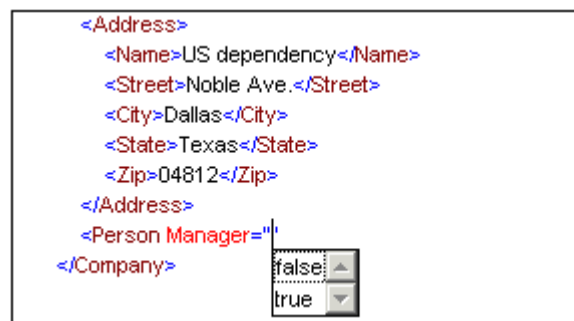 <Address>
<Name>US dependency</Name>
<Street>Noble Ave.</Street>
<City>Dallas</City>
<State>Texas</State>
<Zip>04812</Zip>
</Address>
<Person Manager=""
</Company>
false
true